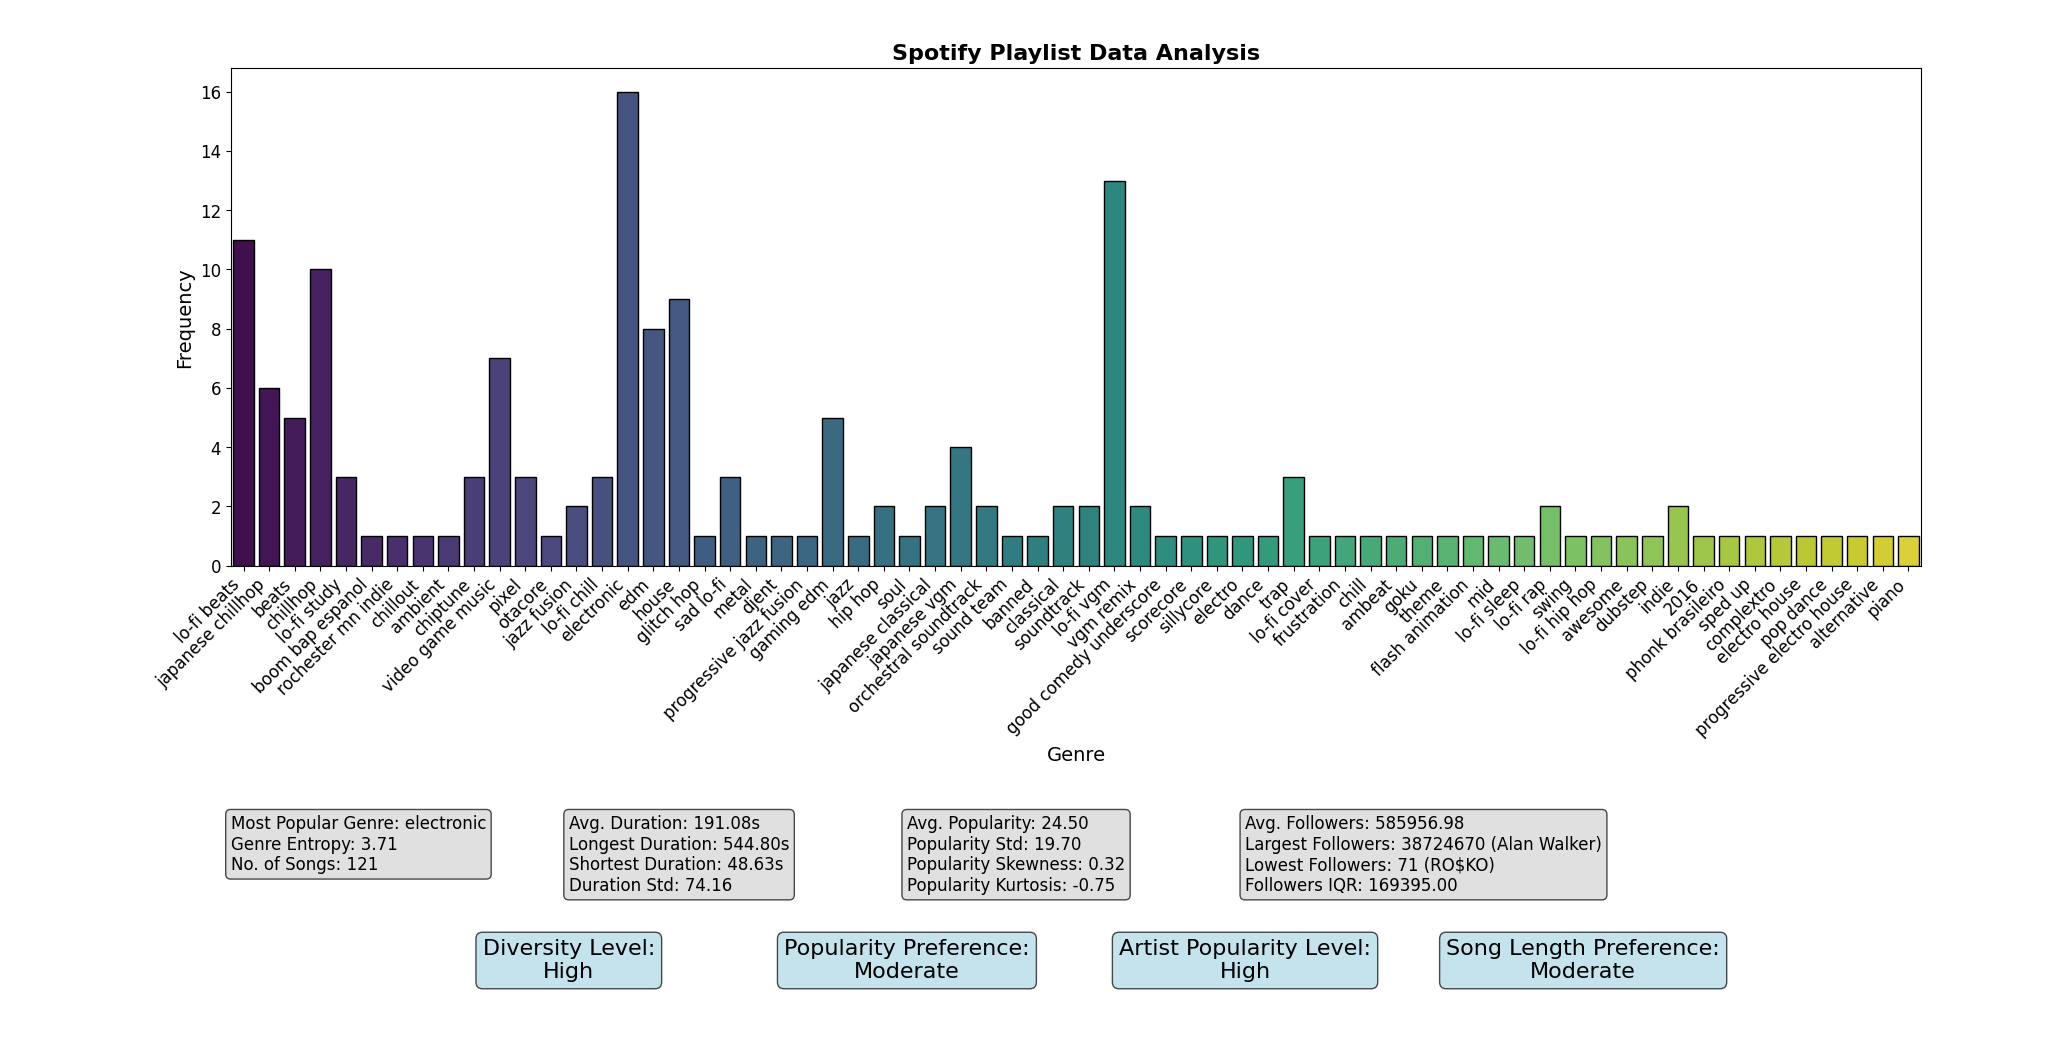 Spotify Playlist Data Analysis
Frequency
16
14
12
10
8
6
4
2
0
lo-fi beats
japanese chillhop
beats
chillhop
lo-fi study
boom bap espanol
rochester mn indie
chillout
ambient
chiptune
video game music
pixel
otacore
jazz fusion
lo-fi chill
electronic
edm
house
glitch hop
sad lo-fi
metal
djent
progressive jazz fusion
gaming edm
jazz
hip hop
soul
japanese classical
japanese vgm
orchestral soundtrack
sound team
banned
classical
soundtrack
lo-fi vgm
vgm remix
good comedy underscore
scorecore
sillycore
electro
dance
trap
lo-fi cover
frustration
chill
ambeat
goku
theme
flash animation
mid
lo-fi sleep
lo-fi rap
swing
lo-fi hip hop
awesome
dubstep
indie
2016
phonk brasileiro
sped up
complextro
electro house
pop dance
progressive electro house
alternative
piano
Genre
Most Popular Genre: electronic
Genre Entropy: 3.71
No. of Songs: 121
Avg. Duration: 191.08s
Longest Duration: 544.80s
Shortest Duration: 48.63s
Duration Std: 74.16
Avg. Popularity: 24.50
Popularity Std: 19.70
Popularity Skewness: 0.32
Popularity Kurtosis: -0.75
Avg. Followers: 585956.98
Largest Followers: 38724670 (Alan Walker)
Lowest Followers: 71 (RO$KO)
Followers IQR: 169395.00
Diversity Level:
High
Popularity Preference:
Moderate
Artist Popularity Level:
High
Song Length Preference:
Moderate